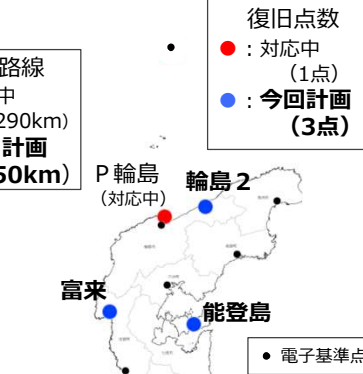 復旧点数
●：対応中
（1点）
●：今回計画
（3点）
路線
中
290km）
計画
50km）
P輪島
（対応中）
輪島２
富来
能登島
● 電子基準点